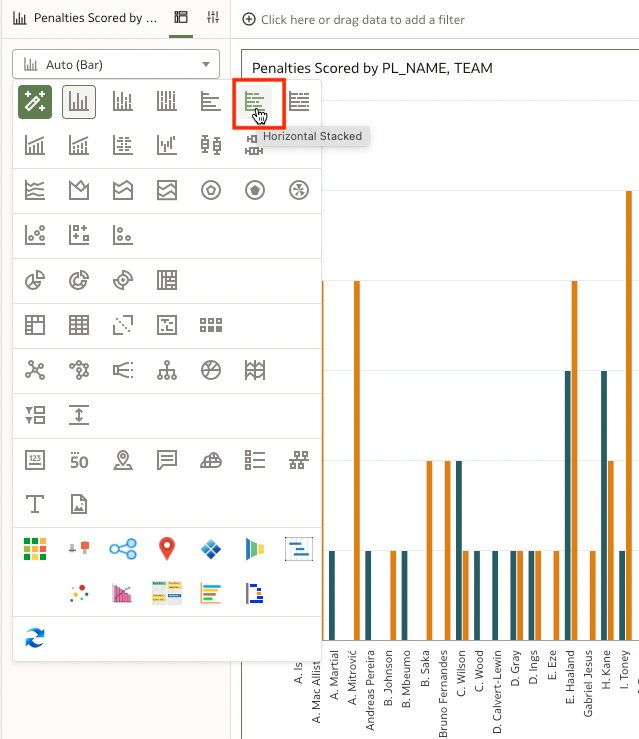 Penalties Scored by ...
Click here or drag data to add a filter
Auto (Bar)
Penalties Scored by PL_NAME, TEAM
Horizontal Stacked
123
50
T
A. Is
A. Mac Allist
A. Martial
A. Mitrović
Andreas Pereira
B. Johnson
B. Mbeumo
B. Saka
Bruno Fernandes
C. Wilson
C. Wood
D. Calvert-Lewin
D. Gray
D. Ings
E. Eze
E. Haaland
Gabriel Jesus
H. Kane
I. Toney